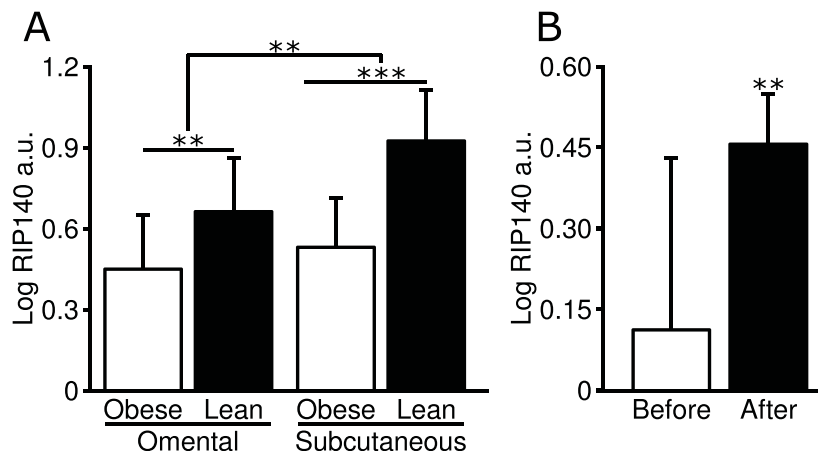 A
**
1.2
***
0.9
**
0.6
0.3
0
Log RIP140 a.u.
Obese Lean Obese Lean
Omental Subcutaneous
B
0.60
**
0.45
0.30
0.15
0
Log RIP140 a.u.
Before After